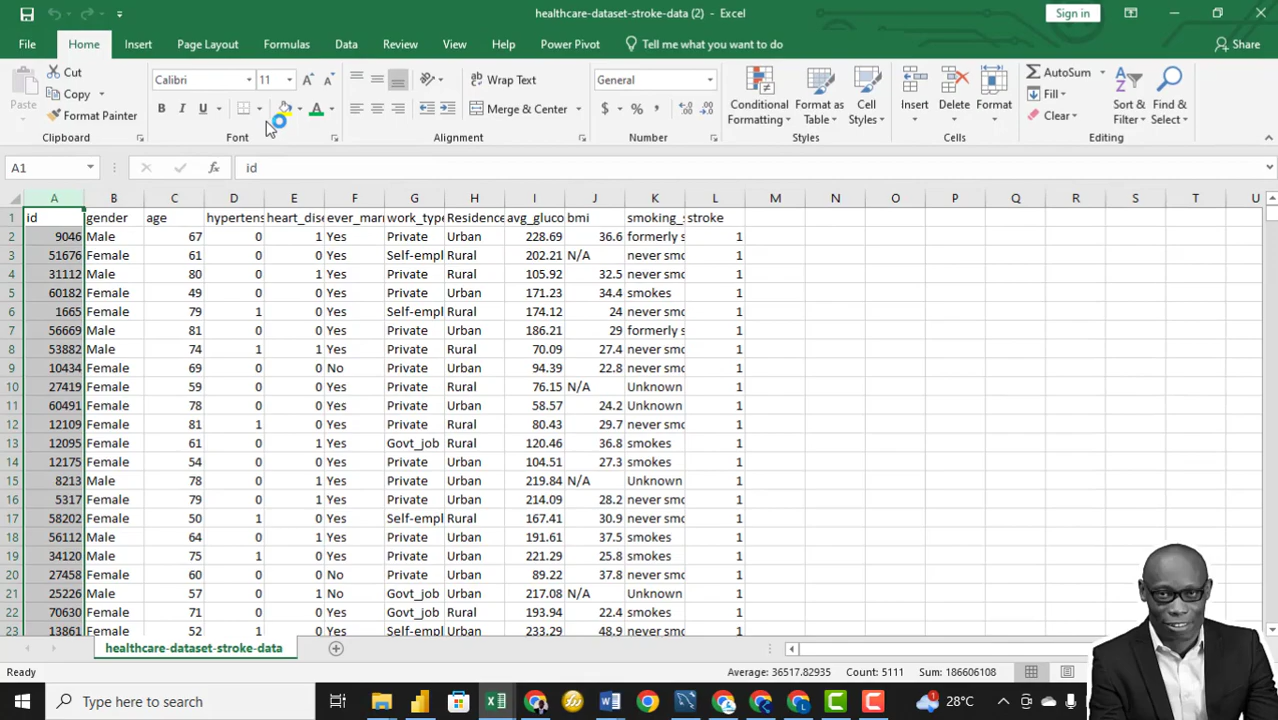 healthcare-dataset-stroke-data (2) - Excel
Sign in
File Home Insert Page Layout Formulas Data Review View Help Power Pivot Tell me what you want to do Share
Paste Cut Copy Format Painter Clipboard
Calibri 11 B I U A Font
Wrap Text Merge & Center Alignment
General $ % Number
Conditional Formatting Format as Table Cell Styles Styles
Insert Delete Format Cells
AutoSum Fill Clear Sort & Filter Find & Select Editing
A1 fx id
A B C D E F G H I J K L M N O P Q R S T U
1 id gender age hypertens heart_dise ever_marr work_type Residence avg_gluco bmi smoking_s stroke
2 9046 Male 67 0 1 Yes Private Urban 228.69 36.6 formerly s 1
3 51676 Female 61 0 0 Yes Self-empl Rural 202.21 N/A never smo 1
4 31112 Male 80 0 1 Yes Private Rural 105.92 32.5 never smo 1
5 60182 Female 49 0 0 Yes Private Urban 171.23 34.4 smokes 1
6 1665 Female 79 1 0 Yes Self-empl Rural 174.12 24 never smo 1
7 56669 Male 81 0 0 Yes Private Urban 186.21 29 formerly s 1
8 53882 Male 74 1 1 Yes Private Rural 70.09 27.4 never smo 1
9 10434 Female 69 0 0 No Private Urban 94.39 22.8 never smo 1
10 27419 Female 59 0 0 Yes Private Rural 76.15 N/A Unknown 1
11 60491 Female 78 0 0 Yes Private Urban 58.57 24.2 Unknown 1
12 12109 Female 81 1 0 Yes Private Rural 80.43 29.7 never smo 1
13 12095 Female 61 0 1 Yes Govt_job Rural 120.46 36.8 smokes 1
14 12175 Female 54 0 0 Yes Private Urban 104.51 27.3 smokes 1
15 8213 Male 78 0 1 Yes Private Urban 219.84 N/A Unknown 1
16 5317 Female 79 0 1 Yes Private Urban 214.09 28.2 never smo 1
17 58202 Female 50 1 0 Yes Self-empl Rural 167.41 30.9 never smo 1
18 56112 Male 64 0 1 Yes Private Urban 191.61 37.5 smokes 1
19 34120 Male 75 1 0 Yes Private Urban 221.29 25.8 smokes 1
20 27458 Female 60 0 0 No Private Urban 89.22 37.8 never smo 1
21 25226 Male 57 0 1 No Govt_job Urban 217.08 N/A Unknown 1
22 70630 Female 71 0 0 Yes Govt_job Rural 193.94 22.4 smokes 1
23 13861 Female 52 1 0 Yes Self-empl Urban 233.29 48.9 never smo 1
healthcare-dataset-stroke-data
Ready Average: 36517.82935 Count: 5111 Sum: 186606108
Type here to search 28°C